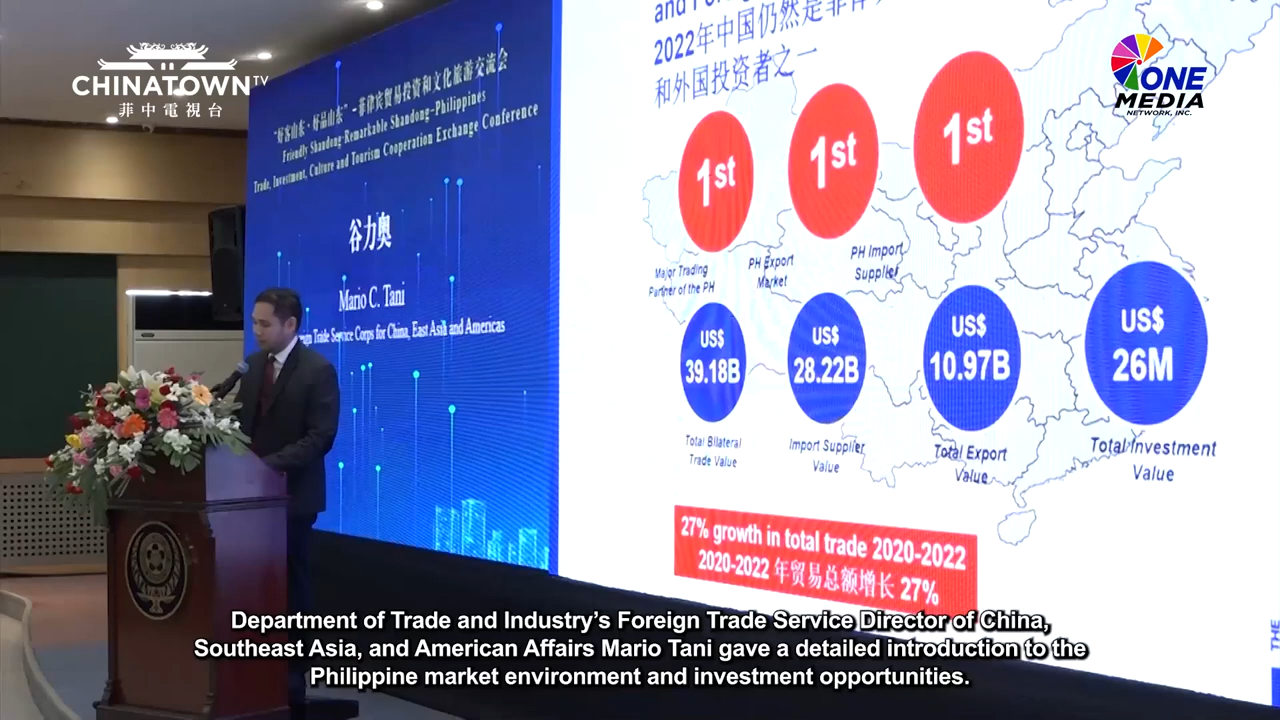 CHINATOWN TV
菲中電視台
ONE
MEDIA
NETWORK, INC.
"好客山东·好品山东"-菲律宾贸易投资和文化旅游交流会
Friendly Shandong·Remarkable Shandong-Philippines
Trade, Investment, Culture and Tourism Cooperation Exchange Conference
谷力奥
Mario C. Tani
Trade Service Corps for China, East Asia and Americas
2022年中国仍然是菲律
和外国投资者之一
1st
1st
1st
Major Trading
Partner of the PH
PH Export
Market
PH Import
Supplier
US$
39.18B
US$
28.22B
US$
10.97B
US$
26M
Total Bilateral
Trade Value
Import Supplier
Value
Total Export
Value
Total Investment
Value
27% growth in total trade 2020-2022
2020-2022 年贸易总额增长 27%
THE
Department of Trade and Industry's Foreign Trade Service Director of China,
Southeast Asia, and American Affairs Mario Tani gave a detailed introduction to the
Philippine market environment and investment opportunities.